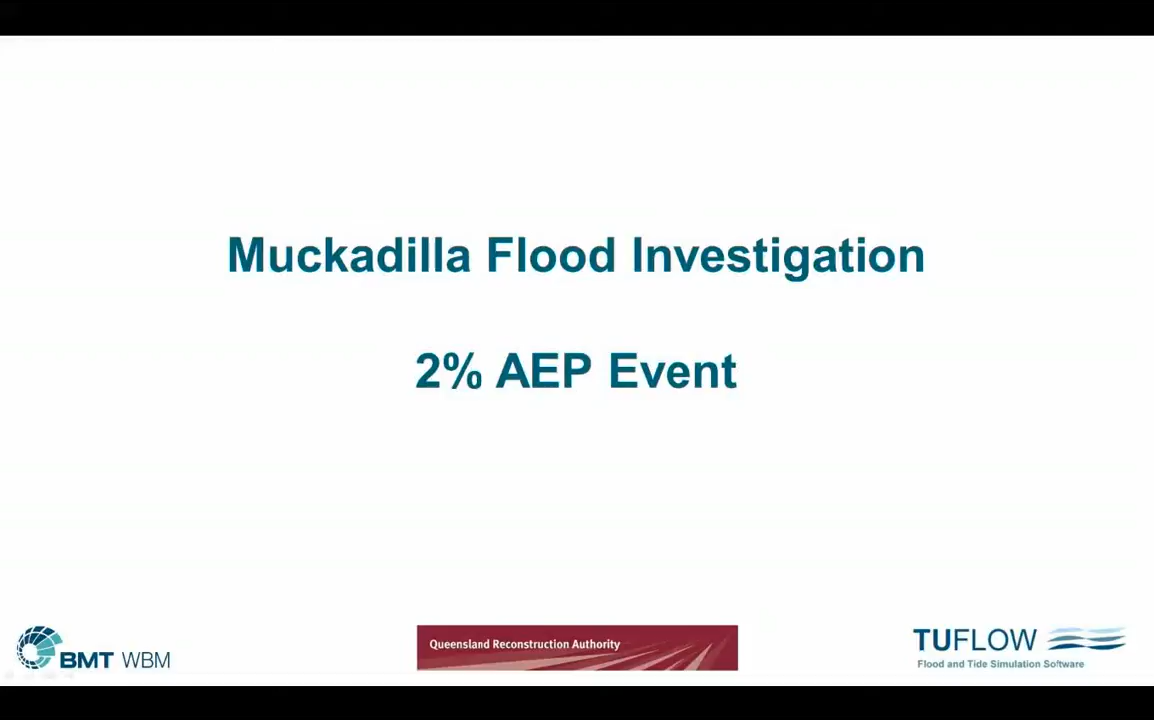 Muckadilla Flood Investigation
2% AEP Event
BMT WBM
Queensland Reconstruction Authority
TUFLOW
Flood and Tide Simulation Software